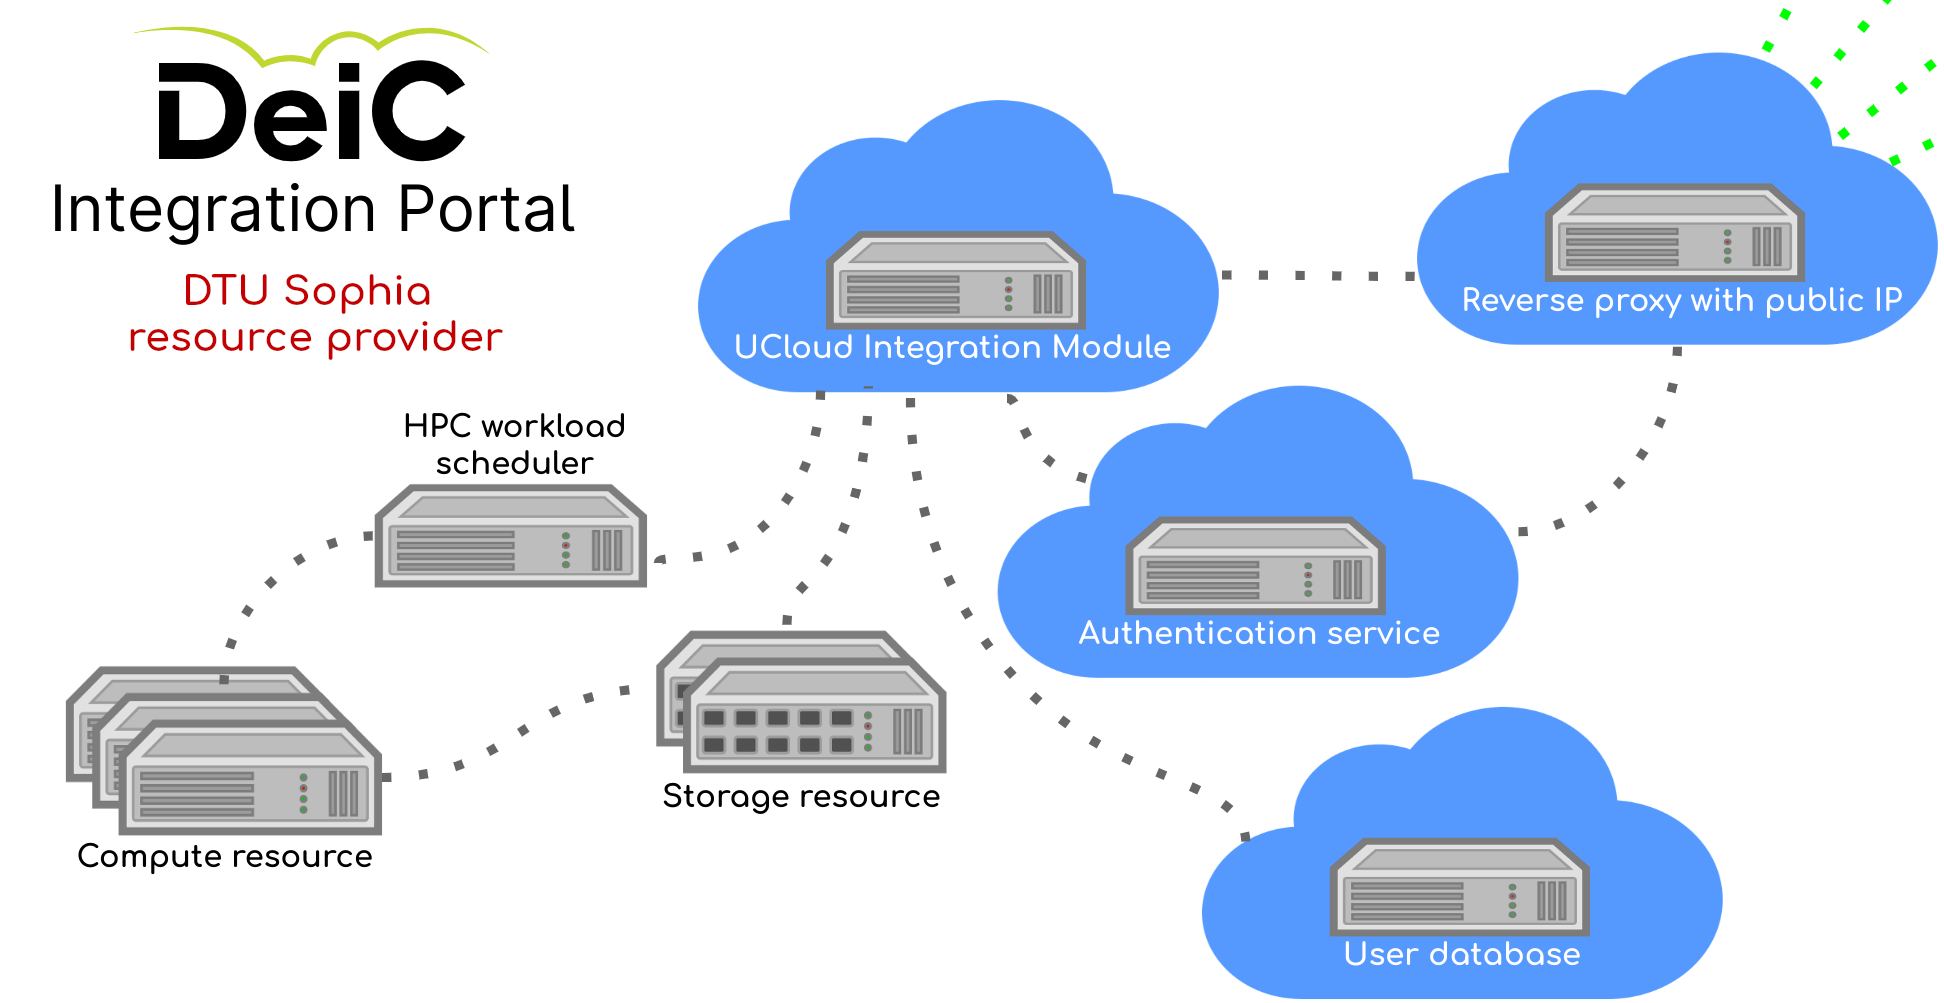 DeiC
Integration Portal
DTU Sophia
resource provider
UCloud Integration Module
Reverse proxy with public IP
HPC workload
scheduler
Authentication service
Storage resource
Compute resource
User database